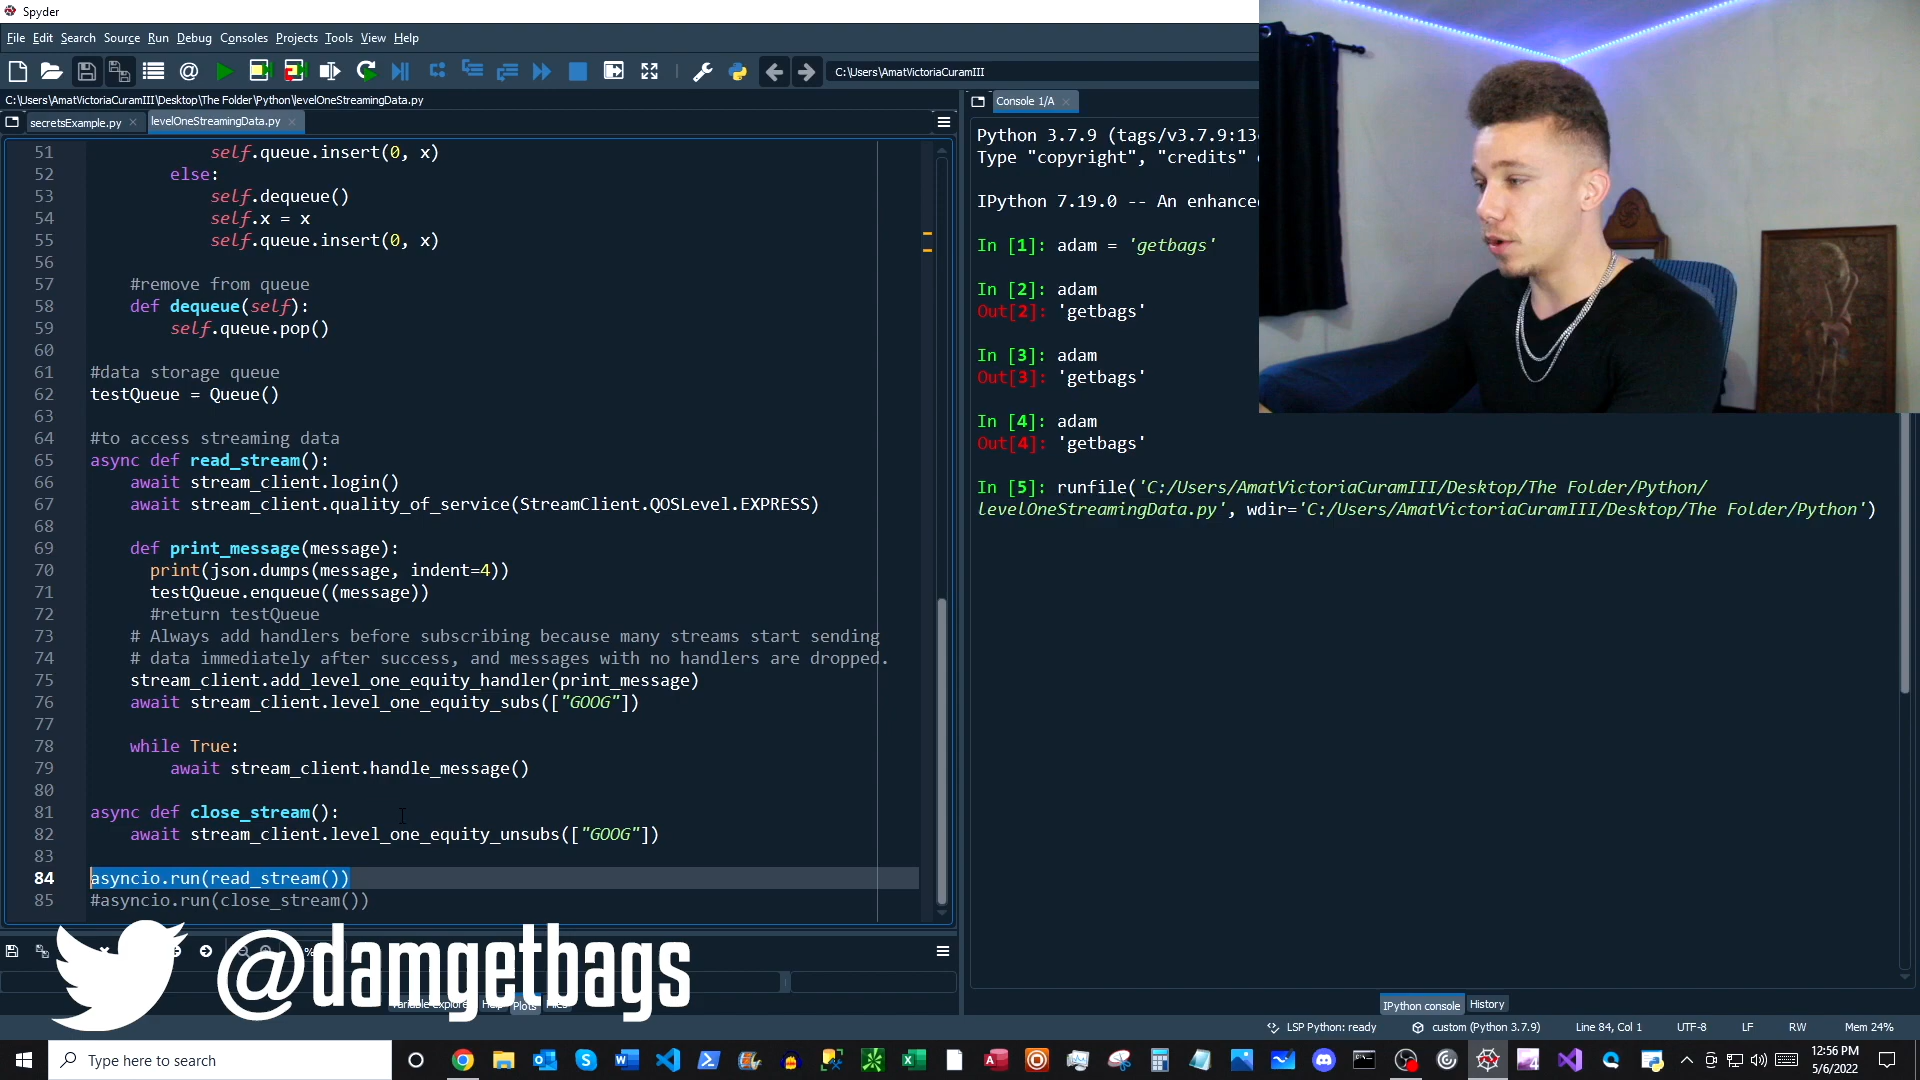 Spyder
File Edit Search Source Run Debug Consoles Projects Tools View Help
C:\Users\AmatVictoriaCuramIII
C:\Users\AmatVictoriaCuramIII\Desktop\The Folder\Python\levelOneStreamingData.py
secretsExample.py
levelOneStreamingData.py
51 self.queue.insert(0, x)
52 else:
53 self.dequeue()
54 self.x = x
55 self.queue.insert(0, x)
56
57 #remove from queue
58 def dequeue(self):
59 self.queue.pop()
60
61 #data storage queue
62 testQueue = Queue()
63
64 #to access streaming data
65 async def read_stream():
66 await stream_client.login()
67 await stream_client.quality_of_service(StreamClient.QOSLevel.EXPRESS)
68
69 def print_message(message):
70 print(json.dumps(message, indent=4))
71 testQueue.enqueue((message))
72 #return testQueue
73 # Always add handlers before subscribing because many streams start sending
74 # data immediately after success, and messages with no handlers are dropped.
75 stream_client.add_level_one_equity_handler(print_message)
76 await stream_client.level_one_equity_subs(["GOOG"])
77
78 while True:
79 await stream_client.handle_message()
80
81 async def close_stream():
82 await stream_client.level_one_equity_unsubs(["GOOG"])
83
84 asyncio.run(read_stream())
85 #asyncio.run(close_stream())
Console 1/A
Python 3.7.9 (tags/v3.7.9:13
Type "copyright", "credits"
IPython 7.19.0 -- An enhance
In [1]: adam = 'getbags'
In [2]: adam
Out[2]: 'getbags'
In [3]: adam
Out[3]: 'getbags'
In [4]: adam
Out[4]: 'getbags'
In [5]: runfile('C:/Users/AmatVictoriaCuramIII/Desktop/The Folder/Python/
levelOneStreamingData.py', wdir='C:/Users/AmatVictoriaCuramIII/Desktop/The Folder/Python')
@damgetbags
Plots
IPython console History
LSP Python: ready custom (Python 3.7.9) Line 84, Col 1 UTF-8 LF RW Mem 24%
Type here to search
12:56 PM
5/6/2022